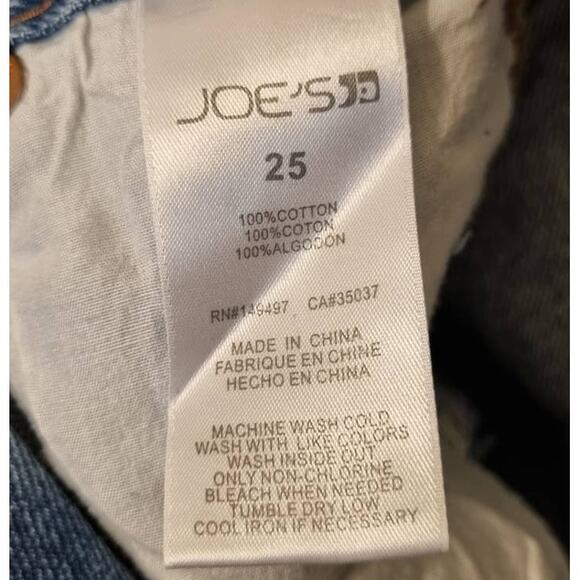 JOE'S
25
100%COTTON
100%COTON
100%ALGODÓN
RN#149497 CA#35037
MADE IN CHINA
FABRIQUE EN CHINE
HECHO EN CHINA
MACHINE WASH COLD
WASH WITH LIKE COLORS
WASH INSIDE OUT
ONLY NON-CHLORINE
BLEACH WHEN NEEDED
TUMBLE DRY LOW
COOL IRON IF NECESSARY